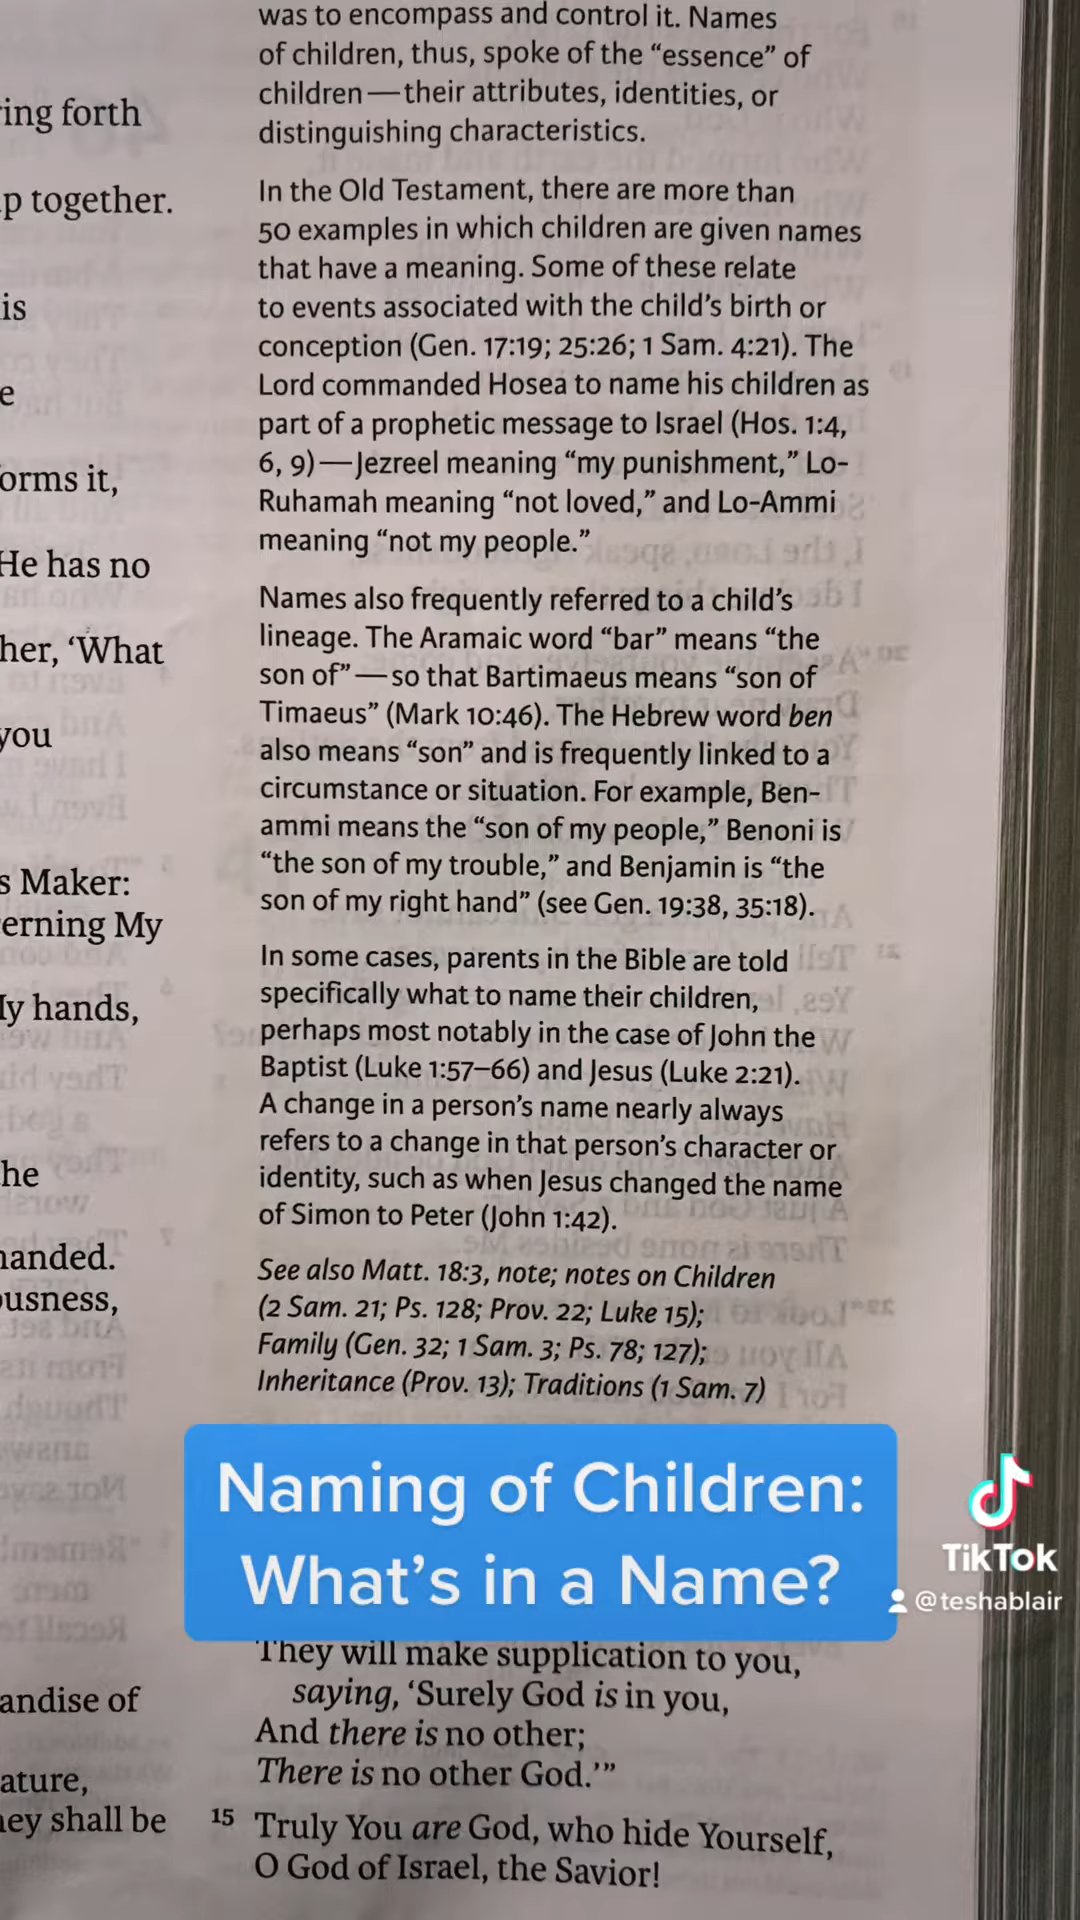 ring forth
p together.
is
e
orms it,
He has no
her, ‘What
you
s Maker:
erning My
My hands,
he
handed.
ousness,
andise of
ature,
ey shall be
was to encompass and control it. Names
of children, thus, spoke of the “essence” of
children—their attributes, identities, or
distinguishing characteristics.
In the Old Testament, there are more than
50 examples in which children are given names
that have a meaning. Some of these relate
to events associated with the child’s birth or
conception (Gen. 17:19; 25:26; 1 Sam. 4:21). The
Lord commanded Hosea to name his children as
part of a prophetic message to Israel (Hos. 1:4,
6, 9)—Jezreel meaning “my punishment,” Lo-
Ruhamah meaning “not loved,” and Lo-Ammi
meaning “not my people.”
Names also frequently referred to a child’s
lineage. The Aramaic word “bar” means “the
son of”—so that Bartimaeus means “son of
Timaeus” (Mark 10:46). The Hebrew word ben
also means “son” and is frequently linked to a
circumstance or situation. For example, Ben-
ammi means the “son of my people,” Benoni is
“the son of my trouble,” and Benjamin is “the
son of my right hand” (see Gen. 19:38, 35:18).
In some cases, parents in the Bible are told
specifically what to name their children,
perhaps most notably in the case of John the
Baptist (Luke 1:57–66) and Jesus (Luke 2:21).
A change in a person’s name nearly always
refers to a change in that person’s character or
identity, such as when Jesus changed the name
of Simon to Peter (John 1:42).
See also Matt. 18:3, note; notes on Children
(2 Sam. 21; Ps. 128; Prov. 22; Luke 15);
Family (Gen. 32; 1 Sam. 3; Ps. 78; 127);
Inheritance (Prov. 13); Traditions (1 Sam. 7)
Naming of Children:
What’s in a Name?
TikTok
@teshablair
They will make supplication to you,
saying, ‘Surely God is in you,
And there is no other;
There is no other God.’”
15 Truly You are God, who hide Yourself,
O God of Israel, the Savior!